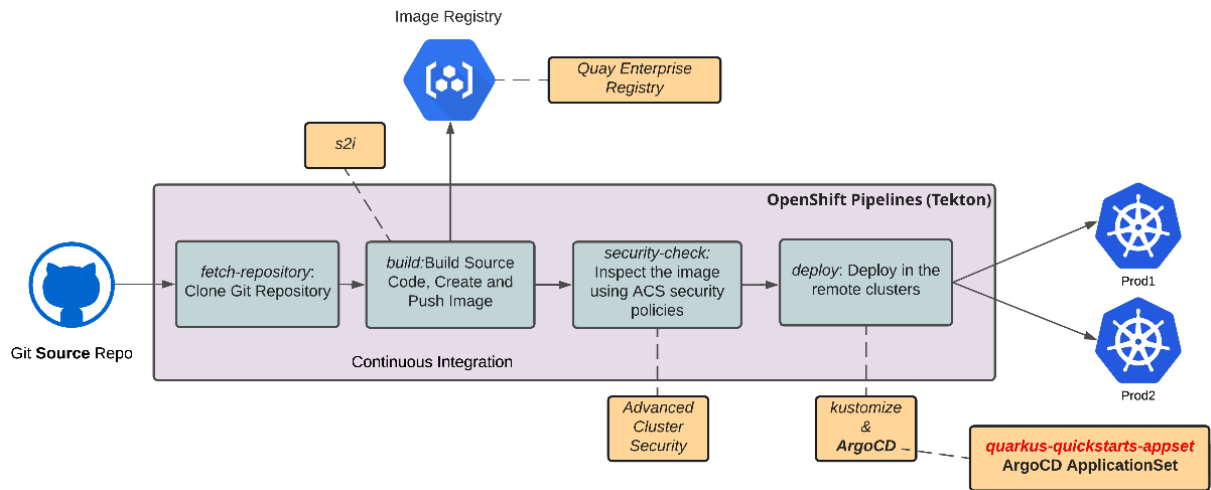 Image Registry
Quay Enterprise
Registry
s2i
OpenShift Pipelines (Tekton)
fetch-repository:
Clone Git Repository
build:Build Source
Code, Create and
Push Image
security-check:
Inspect the image
using ACS security
policies
deploy: Deploy in the
remote clusters
Prod1
Git Source Repo
Continuous Integration
Prod2
Advanced
Cluster
Security
kustomize
&
ArgoCD
quarkus-quickstarts-appset
ArgoCD ApplicationSet